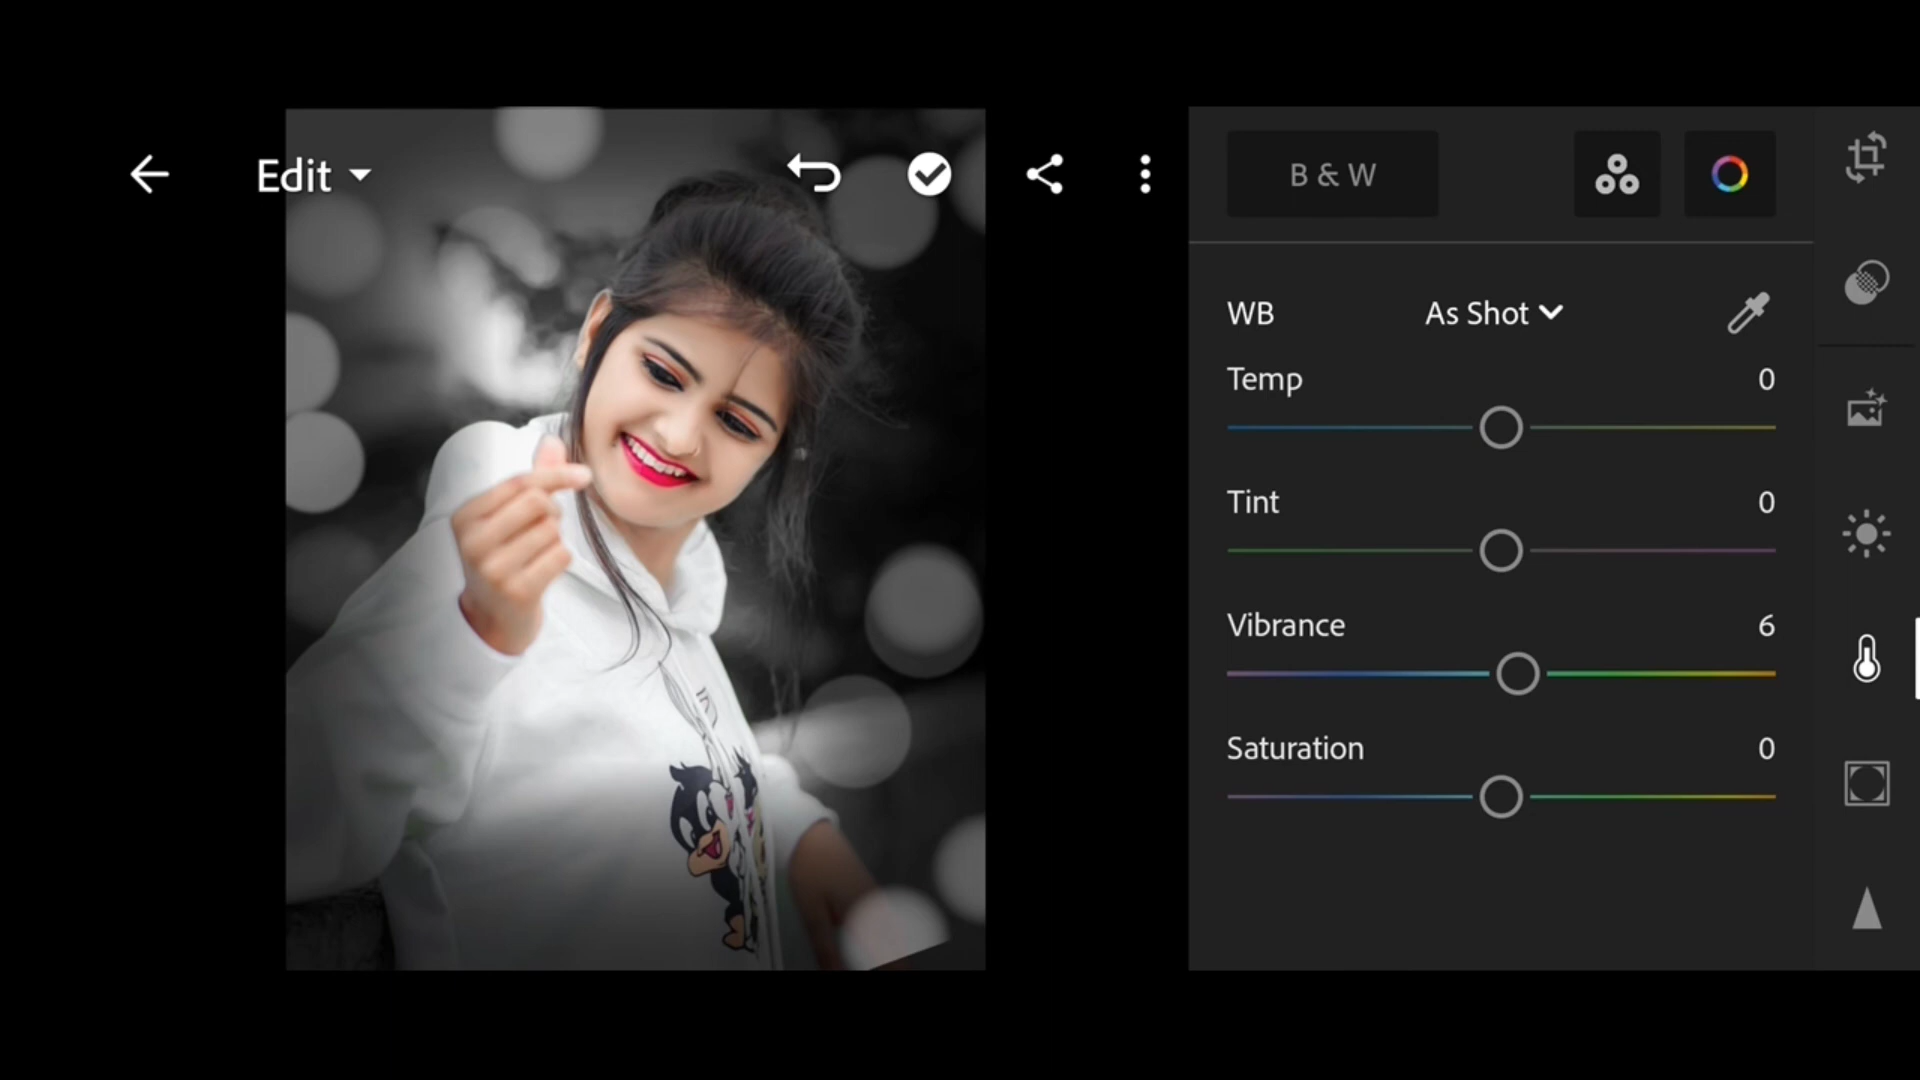 Edit
B & W
WB As Shot
Temp 0
Tint 0
Vibrance 6
Saturation 0